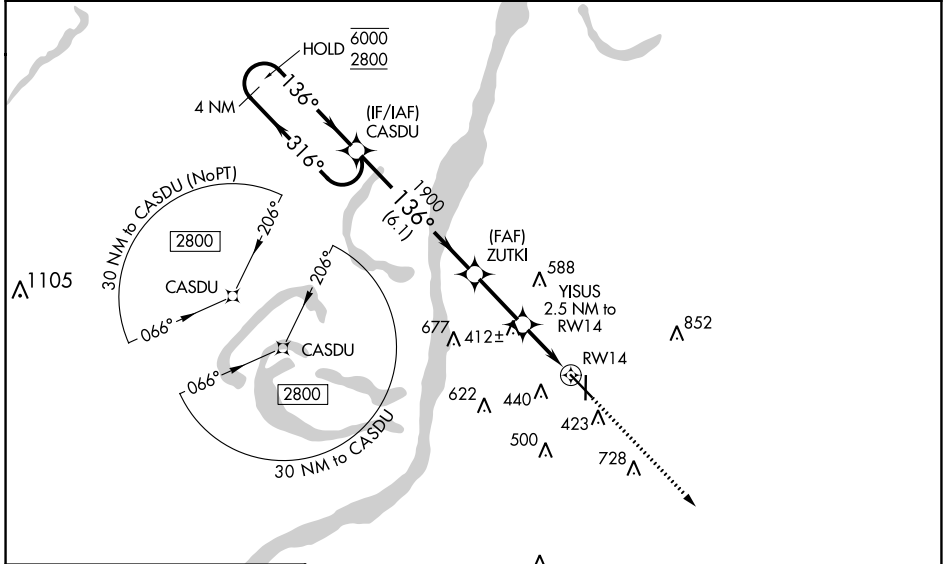 HOLD 6000
2800
136°
4 NM
316°
(IF/IAF)
CASDU
1900
136°
(6.1)
(FAF)
ZUTKI
30 NM to CASDU (NoPT)
206°
2800
CASDU
066°
1105
206°
CASDU
066°
2800
30 NM to CASDU
588
YISUS
2.5 NM to
RW14
677
412±
852
RW14
622
440
423
500
728